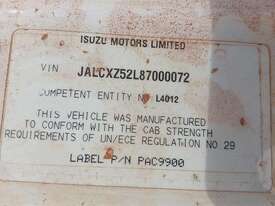 ISUZU MOTORS LIMITED
VIN JALCXZ52L87000072
COMPETENT ENTITY NO L4012
THIS VEHICLE WAS MANUFACTURED
TO CONFORM WITH THE CAB STRENGTH
REQUIREMENTS OF UN/ECE REGULATION NO 29
LABEL P/N PAC9900